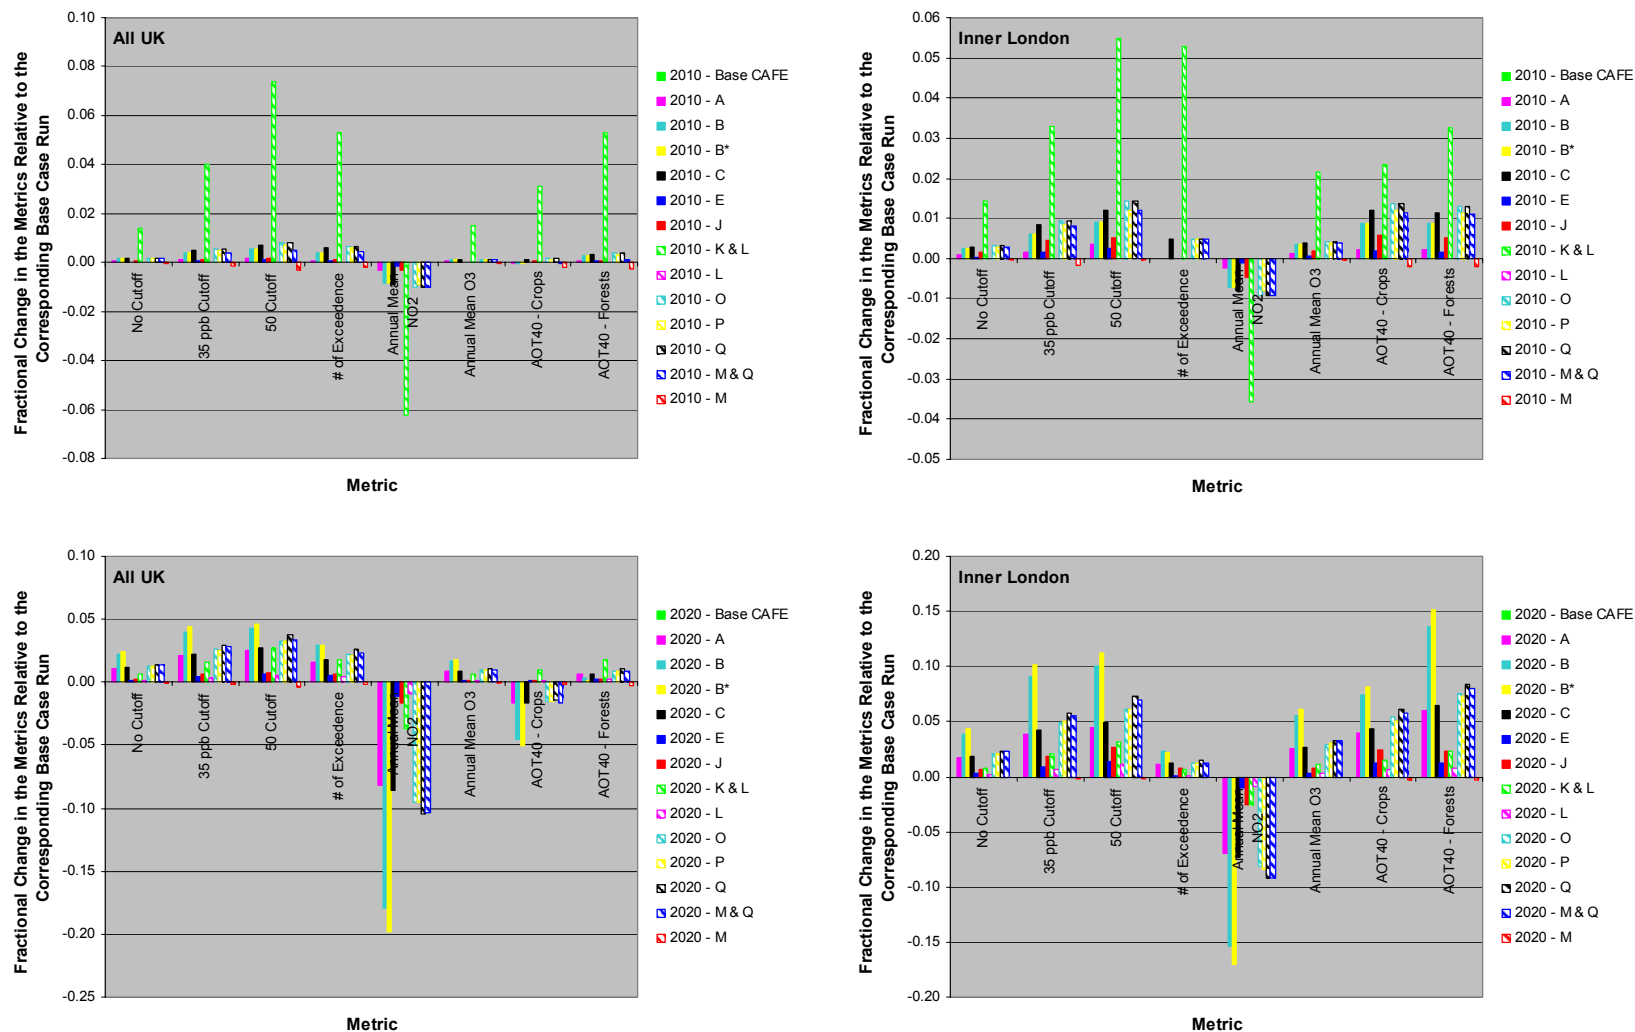 All UK
Fractional Change in the Metrics Relative to the
Corresponding Base Case Run
0.10
0.08
0.06
0.04
0.02
0.00
-0.02
-0.04
-0.06
-0.08
No Cutoff
35 ppb Cutoff
50 Cutoff
# of Exceedence
Annual Mean
NO2
Annual Mean O3
AOT40 - Crops
AOT40 - Forests
Metric
2010 - Base CAFE
2010 - A
2010 - B
2010 - B*
2010 - C
2010 - E
2010 - J
2010 - K & L
2010 - L
2010 - O
2010 - P
2010 - Q
2010 - M & Q
2010 - M
Inner London
Fractional Change in the Metrics Relative to the
Corresponding Base Case Run
0.06
0.05
0.04
0.03
0.02
0.01
0.00
-0.01
-0.02
-0.03
-0.04
-0.05
No Cutoff
35 ppb Cutoff
50 Cutoff
# of Exceedence
Annual Mean
NO2
Annual Mean O3
AOT40 - Crops
AOT40 - Forests
Metric
2010 - Base CAFE
2010 - A
2010 - B
2010 - B*
2010 - C
2010 - E
2010 - J
2010 - K & L
2010 - L
2010 - O
2010 - P
2010 - Q
2010 - M & Q
2010 - M
All UK
Fractional Change in the Metrics Relative to the
Corresponding Base Case Run
0.10
0.05
0.00
-0.05
-0.10
-0.15
-0.20
-0.25
No Cutoff
35 ppb Cutoff
50 Cutoff
# of Exceedence
Annual Mean
NO2
Annual Mean O3
AOT40 - Crops
AOT40 - Forests
Metric
2020 - Base CAFE
2020 - A
2020 - B
2020 - B*
2020 - C
2020 - E
2020 - J
2020 - K & L
2020 - L
2020 - O
2020 - P
2020 - Q
2020 - M & Q
2020 - M
Inner London
Fractional Change in the Metrics Relative to the
Corresponding Base Case Run
0.20
0.15
0.10
0.05
0.00
-0.05
-0.10
-0.15
-0.20
No Cutoff
35 ppb Cutoff
50 Cutoff
# of Exceedence
Annual Mean
NO2
Annual Mean O3
AOT40 - Crops
AOT40 - Forests
Metric
2020 - Base CAFE
2020 - A
2020 - B
2020 - B*
2020 - C
2020 - E
2020 - J
2020 - K & L
2020 - L
2020 - O
2020 - P
2020 - Q
2020 - M & Q
2020 - M